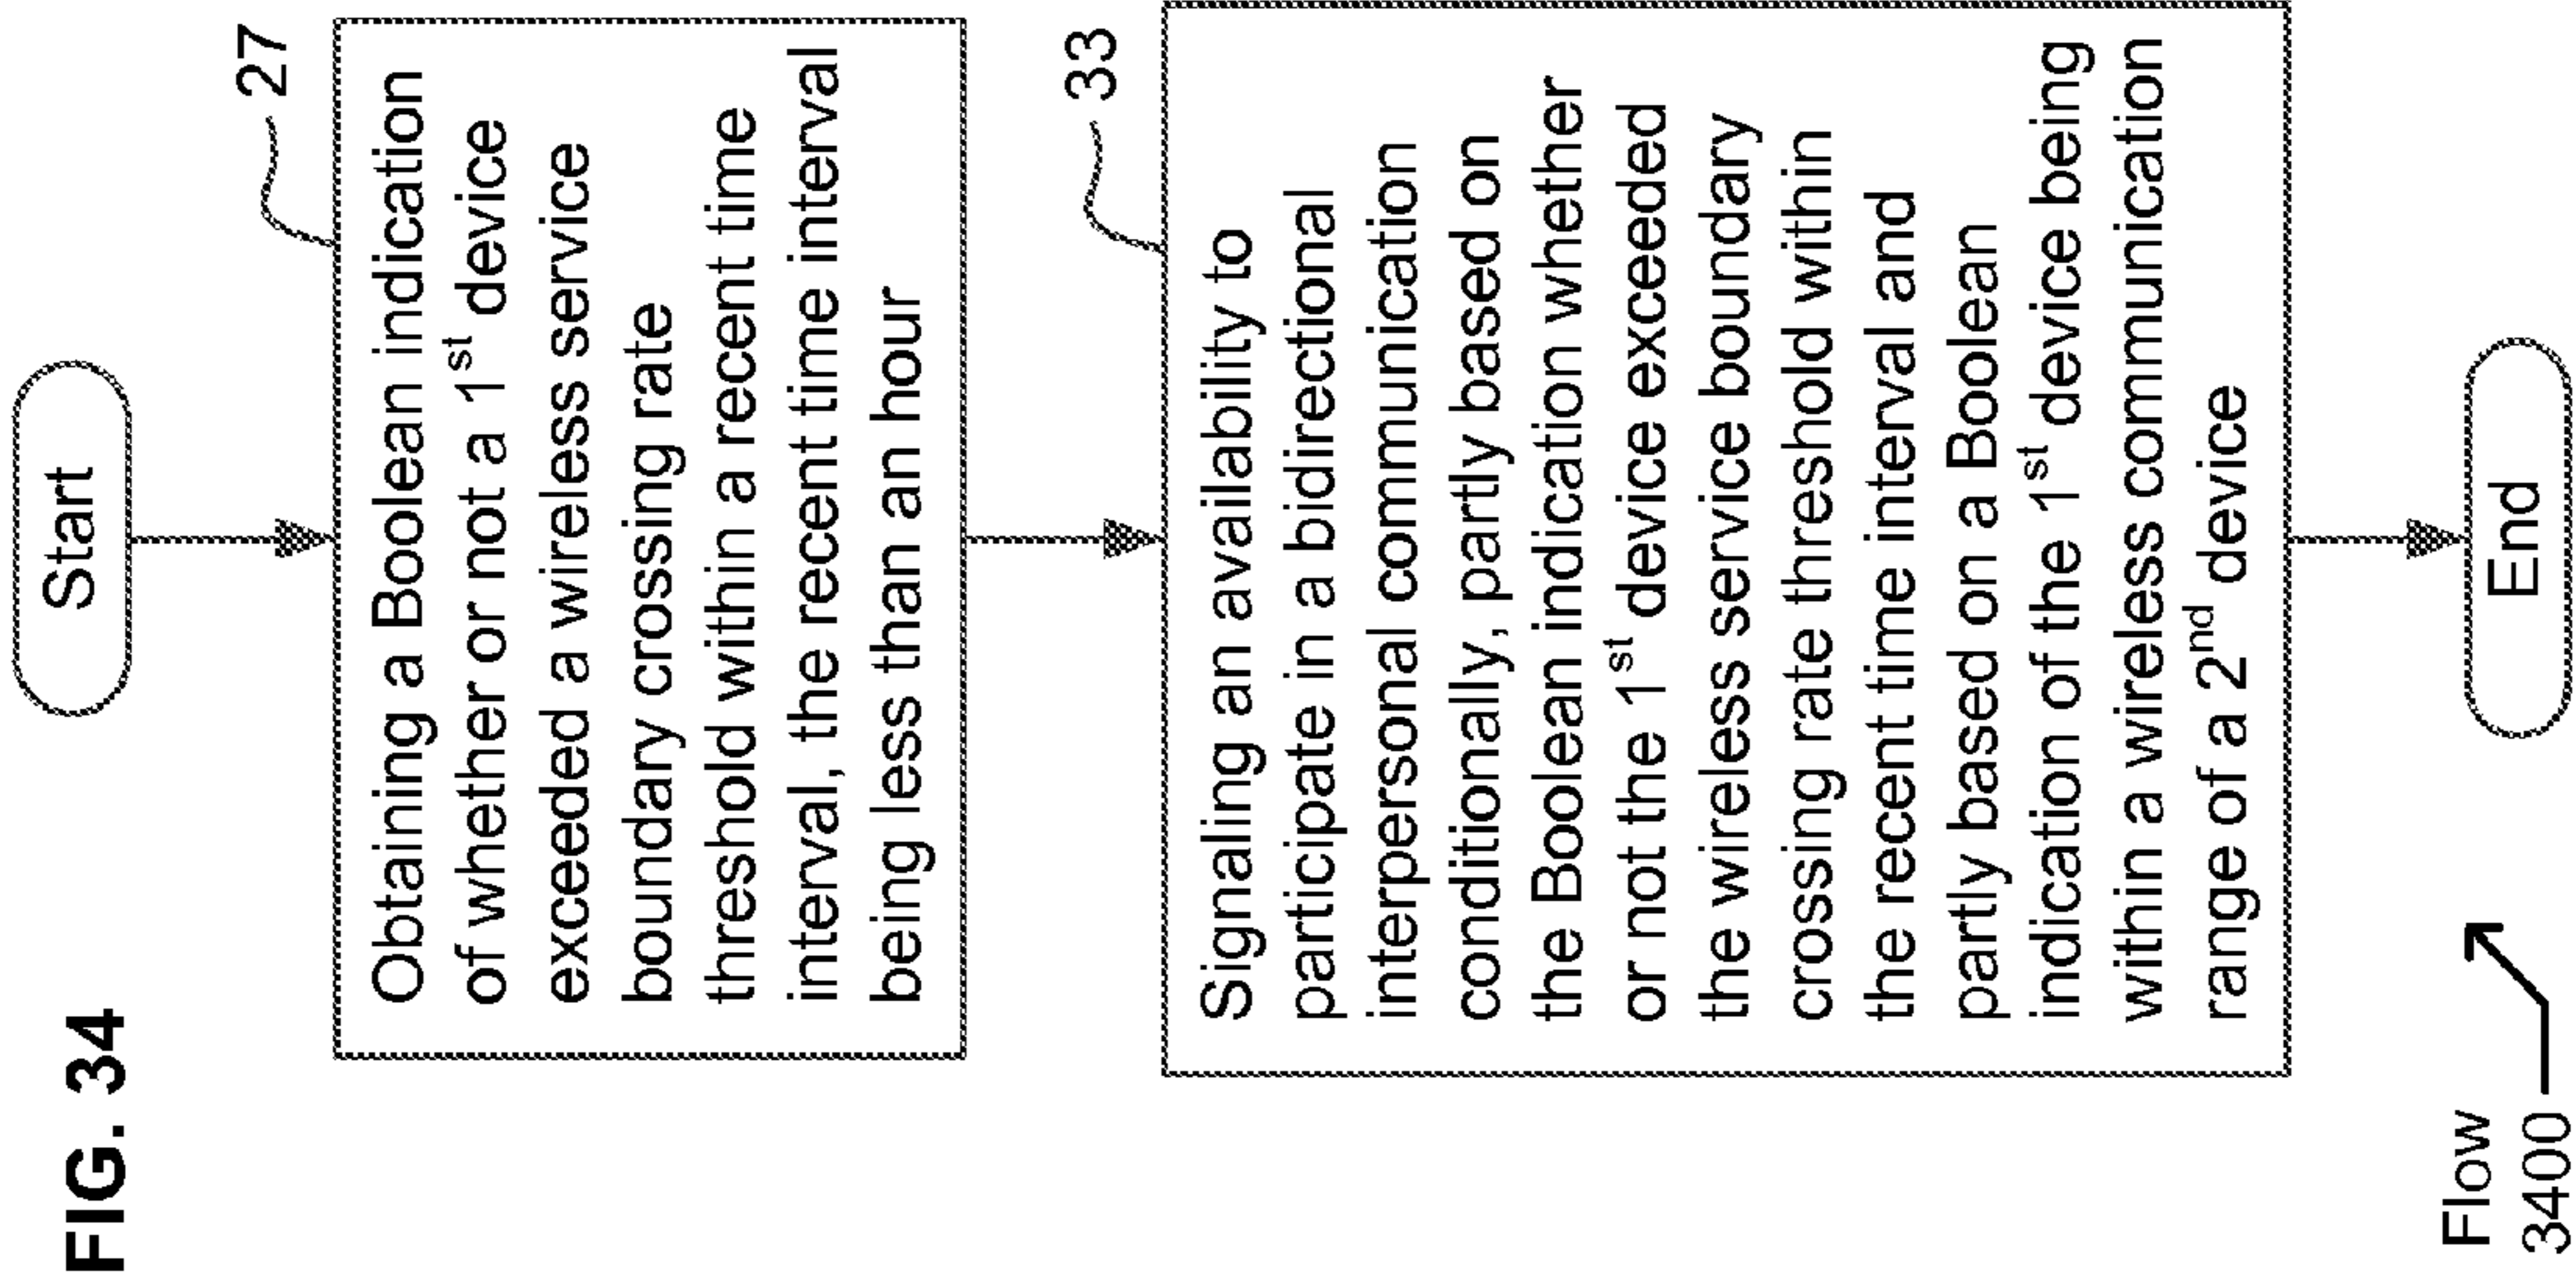 FIG. 34
Start
27
Obtaining a Boolean indication
of whether or not a 1st device
exceeded a wireless service
boundary crossing rate
threshold within a recent time
interval, the recent time interval
being less than an hour
33
Signaling an availability to
participate in a bidirectional
interpersonal communication
conditionally, partly based on
the Boolean indication whether
or not the 1st device exceeded
the wireless service boundary
crossing rate threshold within
the recent time interval and
partly based on a Boolean
indication of the 1st device being
within a wireless communication
range of a 2nd device
Flow
3400
End